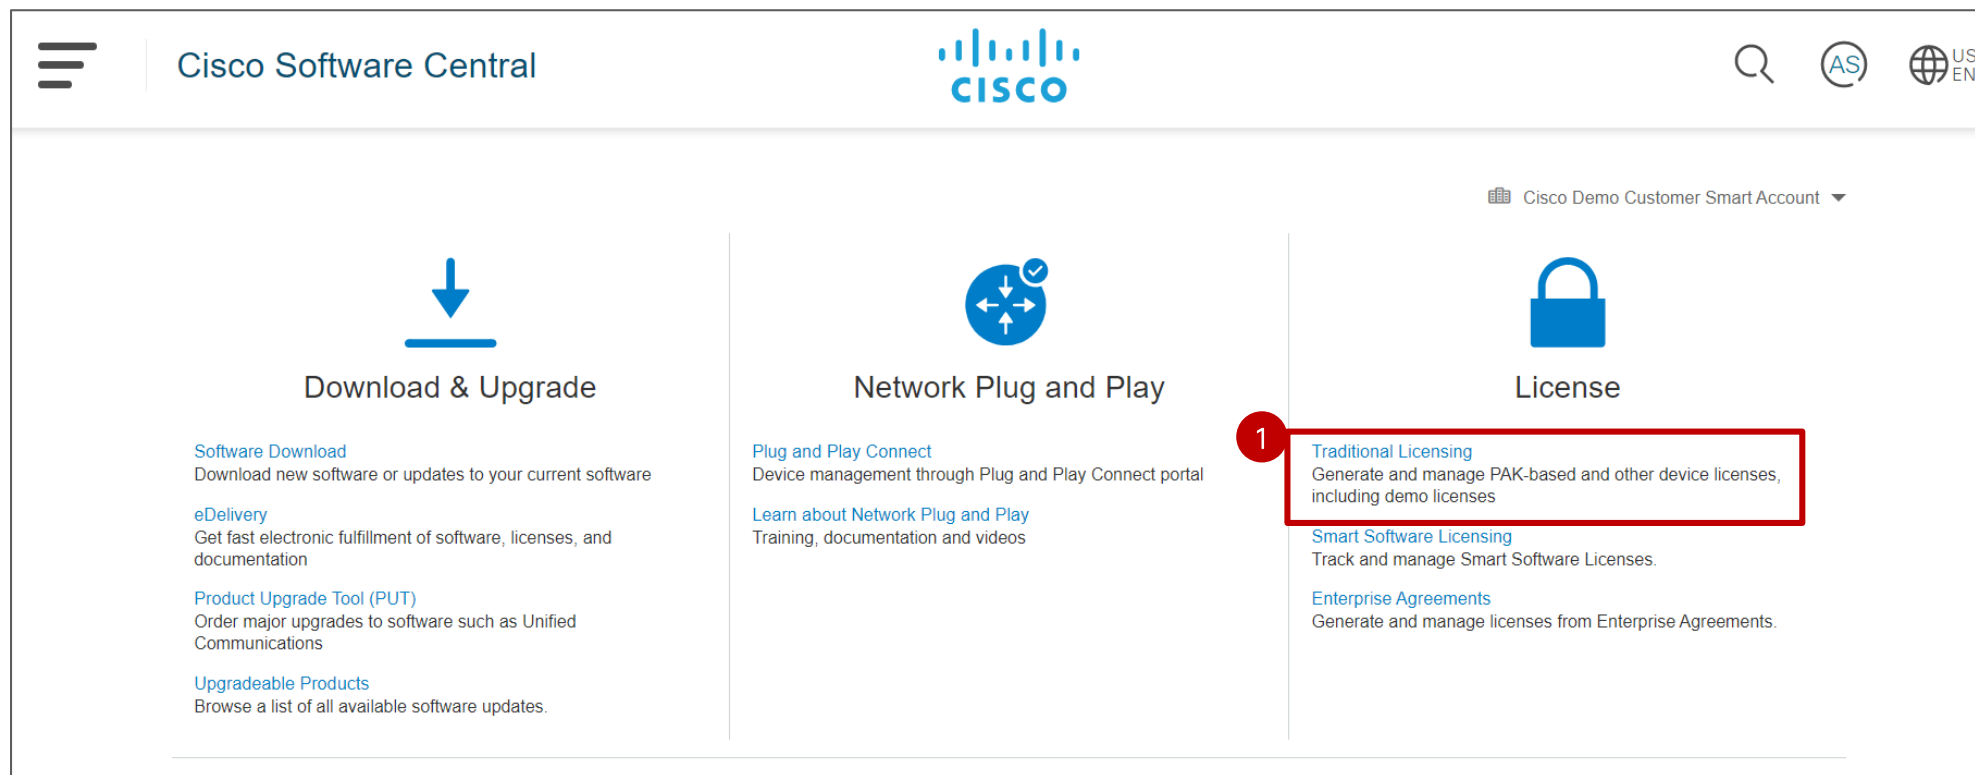 Cisco Software Central
CISCO
AS
US
EN
Cisco Demo Customer Smart Account
Download & Upgrade
Software Download
Download new software or updates to your current software
eDelivery
Get fast electronic fulfillment of software, licenses, and
documentation
Product Upgrade Tool (PUT)
Order major upgrades to software such as Unified
Communications
Upgradeable Products
Browse a list of all available software updates.
Network Plug and Play
Plug and Play Connect
Device management through Plug and Play Connect portal
Learn about Network Plug and Play
Training, documentation and videos
License
1
Traditional Licensing
Generate and manage PAK-based and other device licenses,
including demo licenses
Smart Software Licensing
Track and manage Smart Software Licenses.
Enterprise Agreements
Generate and manage licenses from Enterprise Agreements.